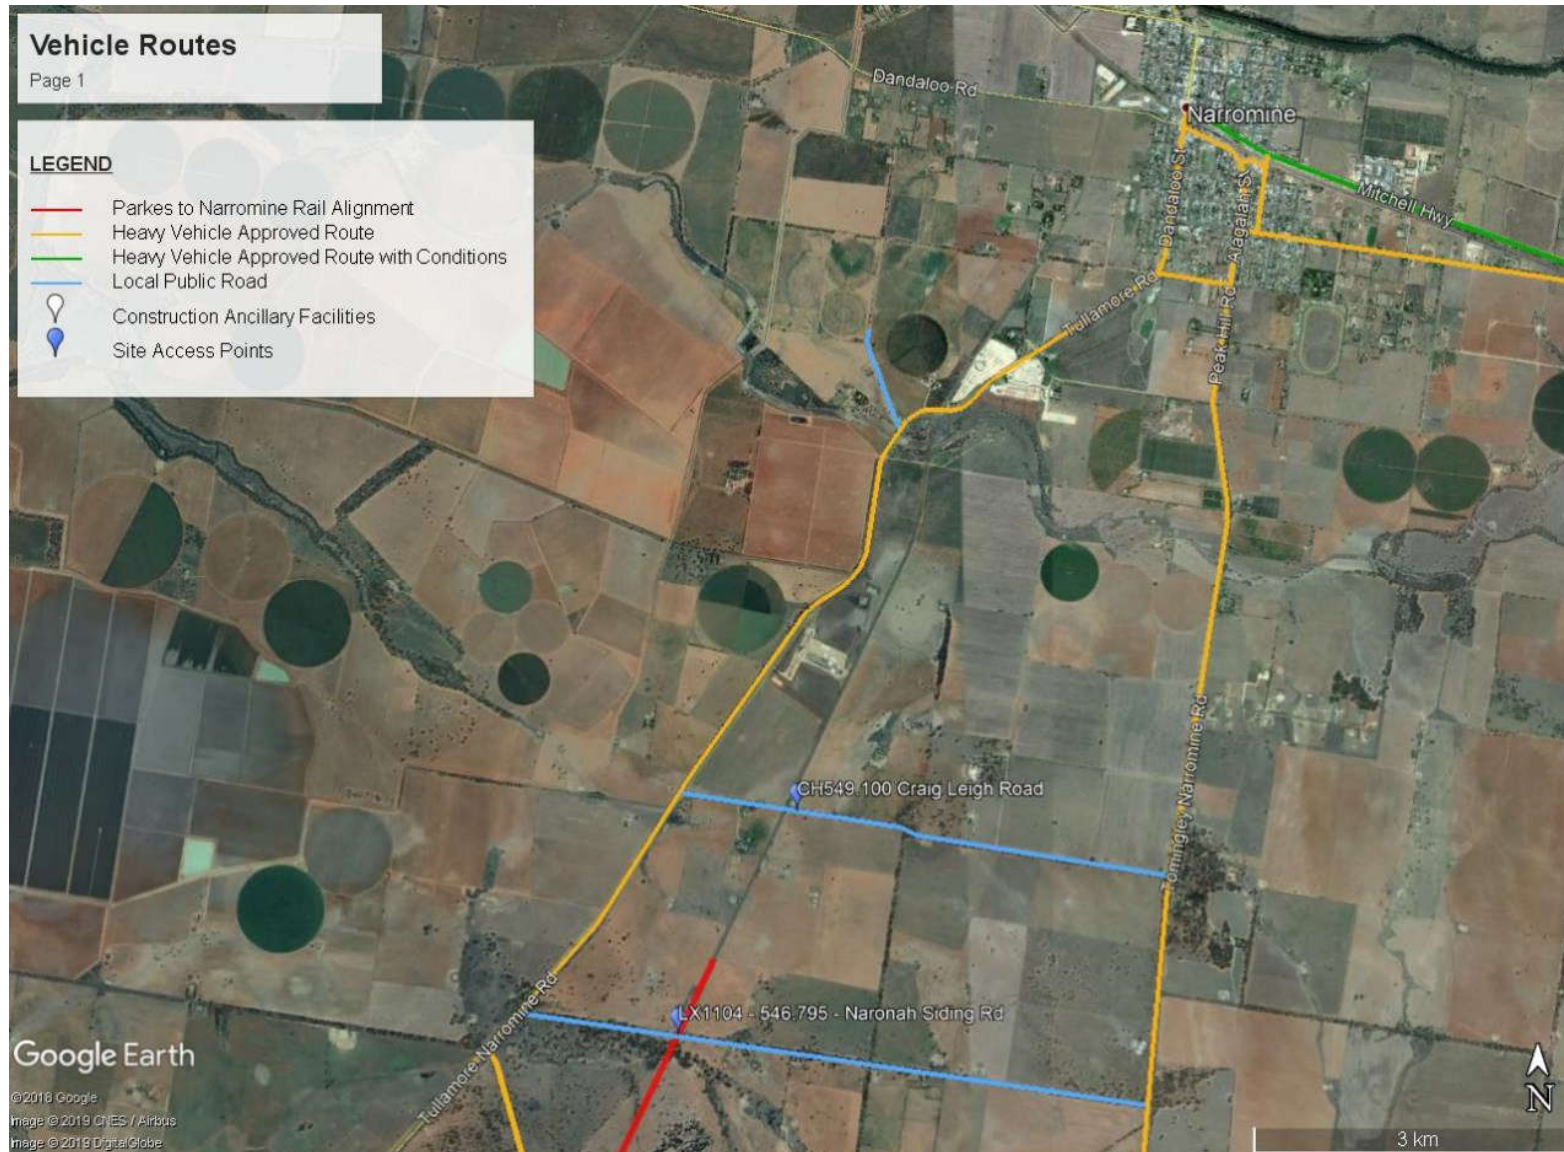 Vehicle Routes
Page 1
LEGEND
Parkes to Narromine Rail Alignment
Heavy Vehicle Approved Route
Heavy Vehicle Approved Route with Conditions
Local Public Road
Construction Ancillary Facilities
Site Access Points
Dandaloo Rd
Narromine
Mitchell Hwy
Dandaloo St
Alagalah St
Tullamore Rd
Peak Hill Rd
Tomingley Narromine Rd
CH549.100 Craig Leigh Road
LX1104 - 546.795 - Naronah Siding Rd
Tullamore Narromine Rd
Google Earth
©2018 Google
Image © 2019 CNES / Airbus
Image © 2019 DigitalGlobe
N
3 km